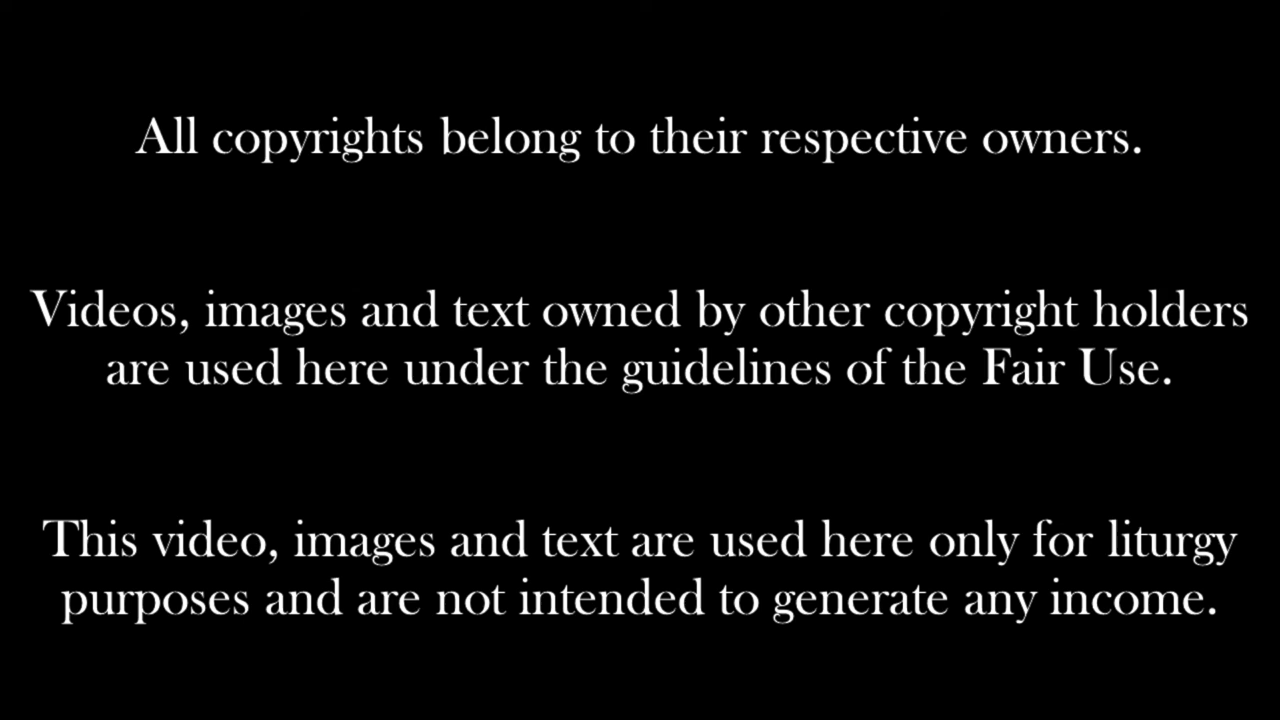 All copyrights belong to their respective owners.
Videos, images and text owned by other copyright holders
are used here under the guidelines of the Fair Use.
This video, images and text are used here only for liturgy
purposes and are not intended to generate any income.